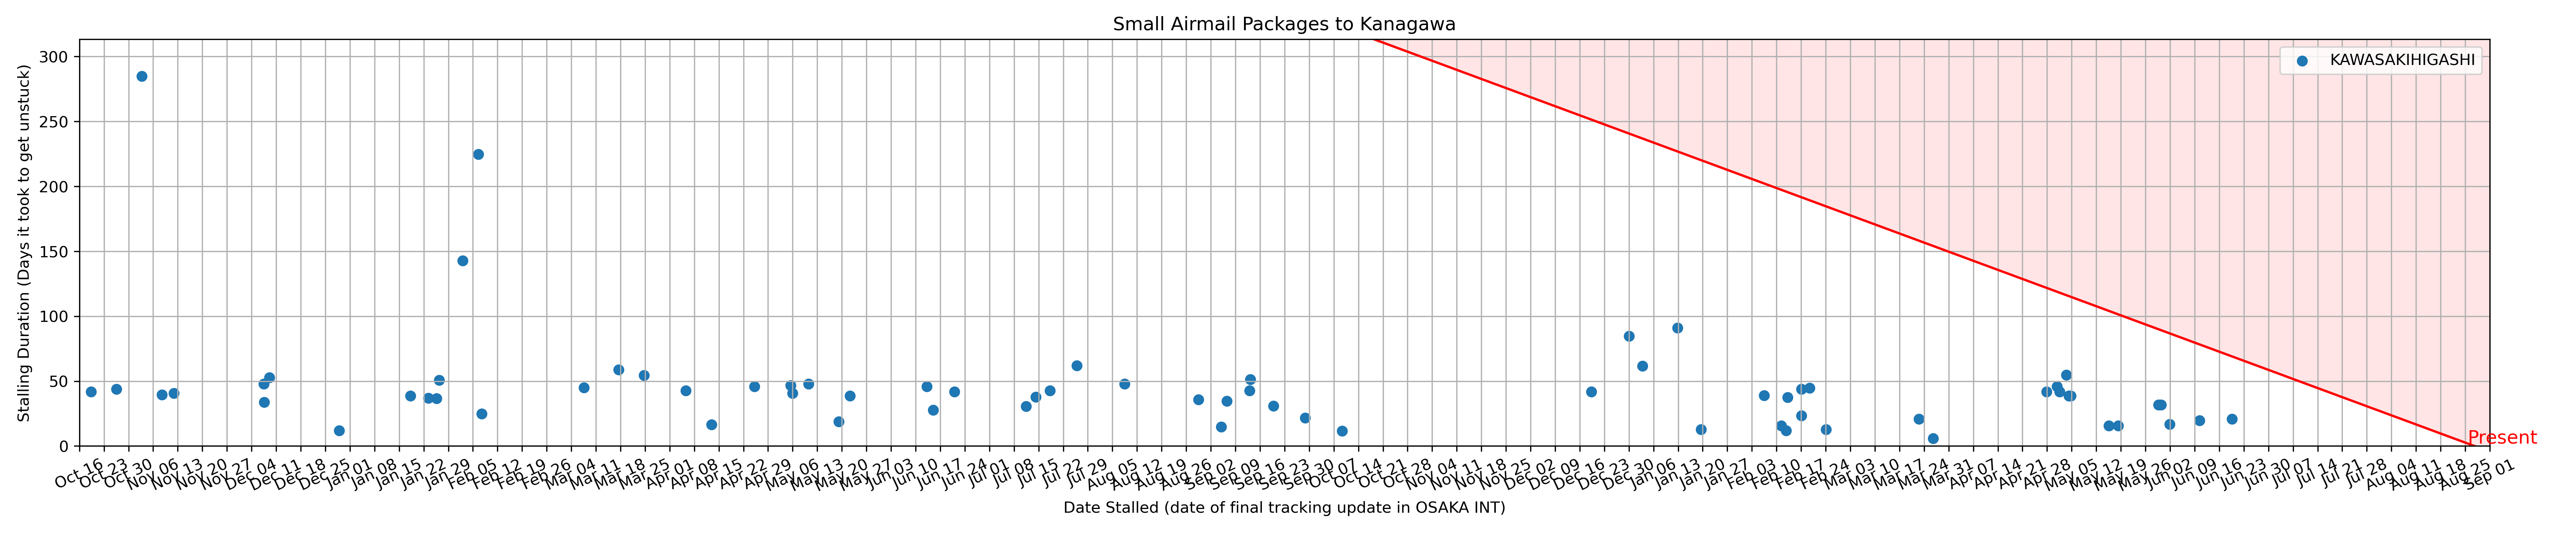 Small Airmail Packages to Kanagawa
KAWASAKIHIGASHI
Stalling Duration (Days it took to get unstuck)
300
250
200
150
100
50
0
Present
Oct 16
Oct 23
Oct 30
Nov 06
Nov 13
Nov 20
Nov 27
Dec 04
Dec 11
Dec 18
Dec 25
Jan 01
Jan 08
Jan 15
Jan 22
Jan 29
Feb 05
Feb 12
Feb 19
Feb 26
Mar 04
Mar 11
Mar 18
Mar 25
Apr 01
Apr 08
Apr 15
Apr 22
Apr 29
May 06
May 13
May 20
May 27
Jun 03
Jun 10
Jun 17
Jun 24
Jul 01
Jul 08
Jul 15
Jul 22
Jul 29
Aug 05
Aug 12
Aug 19
Aug 26
Sep 02
Sep 09
Sep 16
Sep 23
Sep 30
Oct 07
Oct 14
Oct 21
Oct 28
Nov 04
Nov 11
Nov 18
Nov 25
Dec 02
Dec 09
Dec 16
Dec 23
Dec 30
Jan 06
Jan 13
Jan 20
Jan 27
Feb 03
Feb 10
Feb 17
Feb 24
Mar 03
Mar 10
Mar 17
Mar 24
Mar 31
Apr 07
Apr 14
Apr 21
Apr 28
May 05
May 12
May 19
May 26
Jun 02
Jun 09
Jun 16
Jun 23
Jun 30
Jul 07
Jul 14
Jul 21
Jul 28
Aug 04
Aug 11
Aug 18
Aug 25
Sep 01
Date Stalled (date of final tracking update in OSAKA INT)